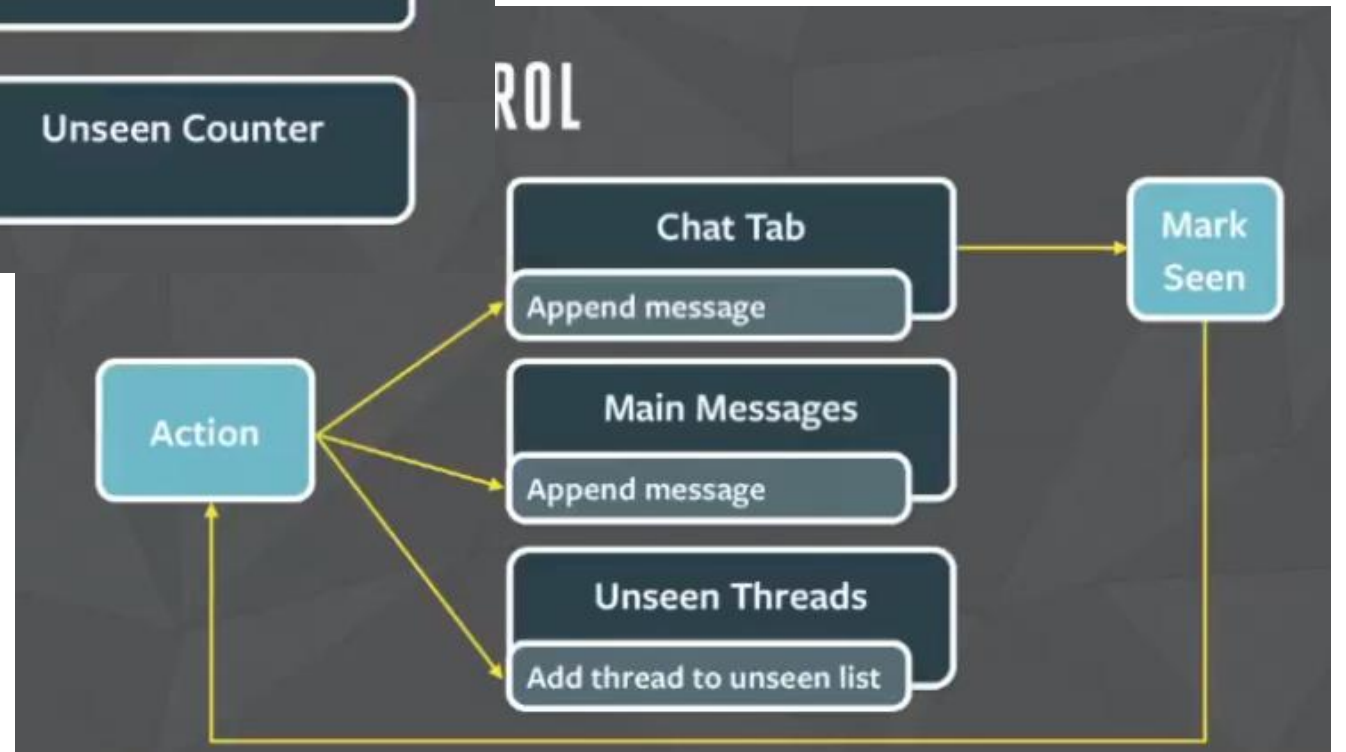 Unseen Counter
ROL
Chat Tab
Append message
Mark
Seen
Action
Main Messages
Append message
Unseen Threads
Add thread to unseen list